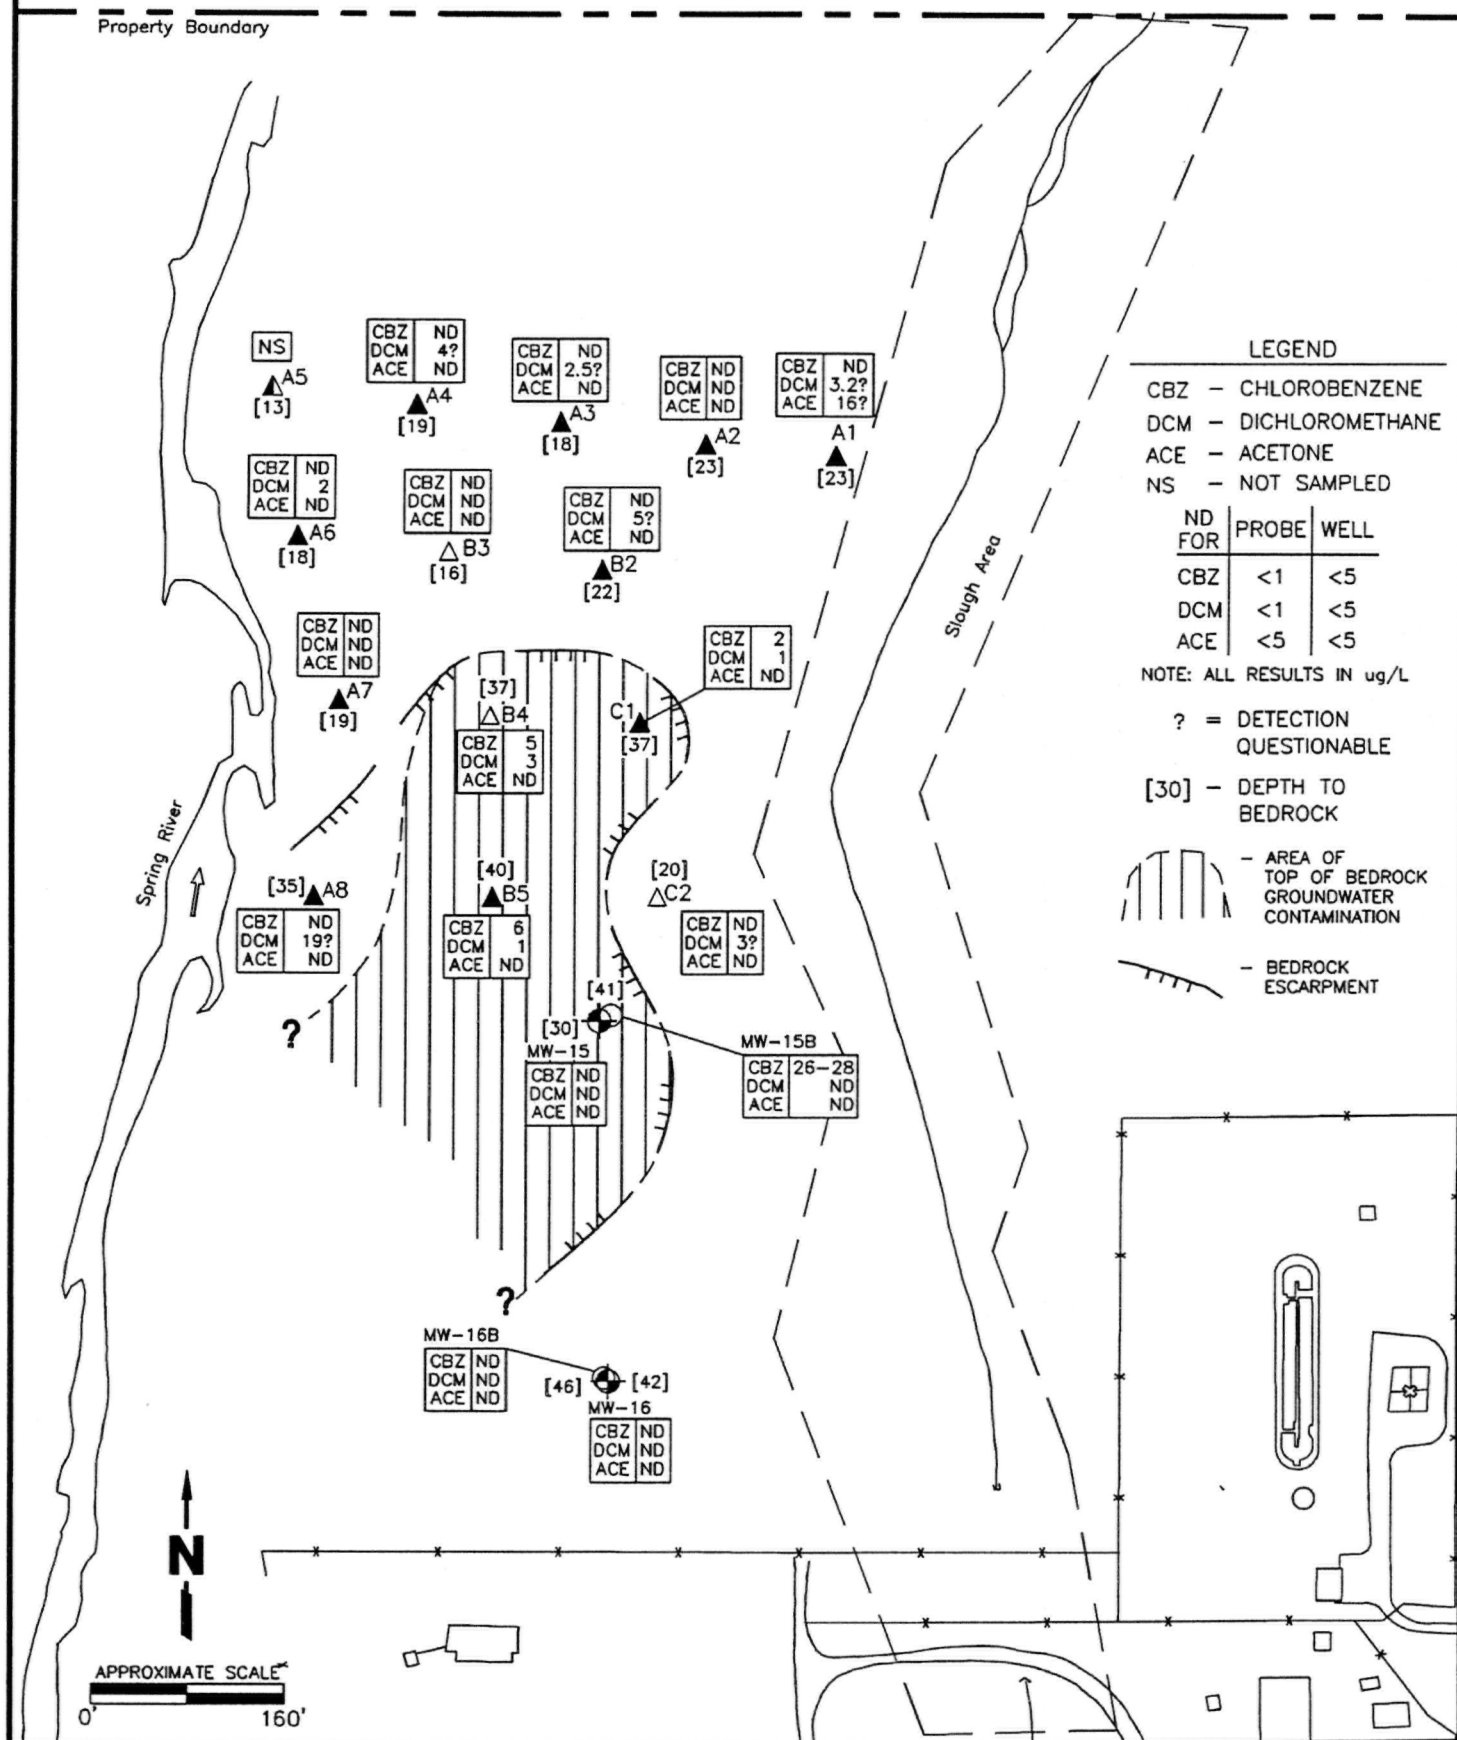 Property Boundary
NS
A5
[13]
CBZ ND
DCM 4?
ACE ND
A4
[19]
CBZ ND
DCM 2.5?
ACE ND
A3
[18]
CBZ ND
DCM ND
ACE ND
A2
[23]
CBZ ND
DCM 3.2?
ACE 16?
A1
[23]
CBZ ND
DCM 2
ACE ND
A6
[18]
CBZ ND
DCM ND
ACE ND
B3
[16]
CBZ ND
DCM 5?
ACE ND
B2
[22]
CBZ ND
DCM ND
ACE ND
A7
[19]
[37]
B4
CBZ 5
DCM 3
ACE ND
CBZ 2
DCM 1
ACE ND
C1
[37]
Spring River
Slough Area
[35] A8
CBZ ND
DCM 19?
ACE ND
[40]
B5
CBZ 6
DCM 1
ACE ND
[20]
C2
CBZ ND
DCM 3?
ACE ND
?
[41]
[30]
MW-15
CBZ ND
DCM ND
ACE ND
MW-15B
CBZ 26-28
DCM ND
ACE ND
?
MW-16B
CBZ ND
DCM ND
ACE ND
[46] [42]
MW-16
CBZ ND
DCM ND
ACE ND
LEGEND
CBZ - CHLOROBENZENE
DCM - DICHLOROMETHANE
ACE - ACETONE
NS - NOT SAMPLED
ND
FOR PROBE WELL
CBZ <1 <5
DCM <1 <5
ACE <5 <5
NOTE: ALL RESULTS IN ug/L
? = DETECTION
QUESTIONABLE
[30] - DEPTH TO
BEDROCK
- AREA OF
TOP OF BEDROCK
GROUNDWATER
CONTAMINATION
- BEDROCK
ESCARPMENT
N
APPROXIMATE SCALE
0' 160'